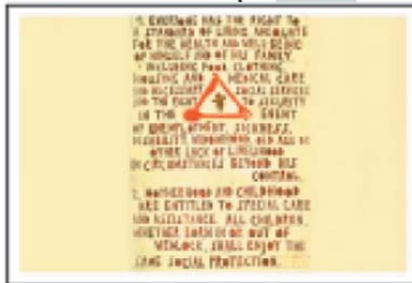 1. EVERYONE HAS THE RIGHT TO
A STANDARD OF LIVING ADEQUATE
FOR THE HEALTH AND WELL-BEING
OF HIMSELF AND OF HIS FAMILY,
INCLUDING FOOD, CLOTHING,
HOUSING AND MEDICAL CARE
AND NECESSARY SOCIAL SERVICES
AND THE RIGHT TO SECURITY
IN THE EVENT
OF UNEMPLOYMENT, SICKNESS,
DISABILITY, WIDOWHOOD, OLD AGE OR
OTHER LACK OF LIVELIHOOD
IN CIRCUMSTANCES BEYOND HIS
CONTROL.
2. MOTHERHOOD AND CHILDHOOD
ARE ENTITLED TO SPECIAL CARE
AND ASSISTANCE. ALL CHILDREN,
WHETHER BORN IN OR OUT OF
WEDLOCK, SHALL ENJOY THE
SAME SOCIAL PROTECTION.